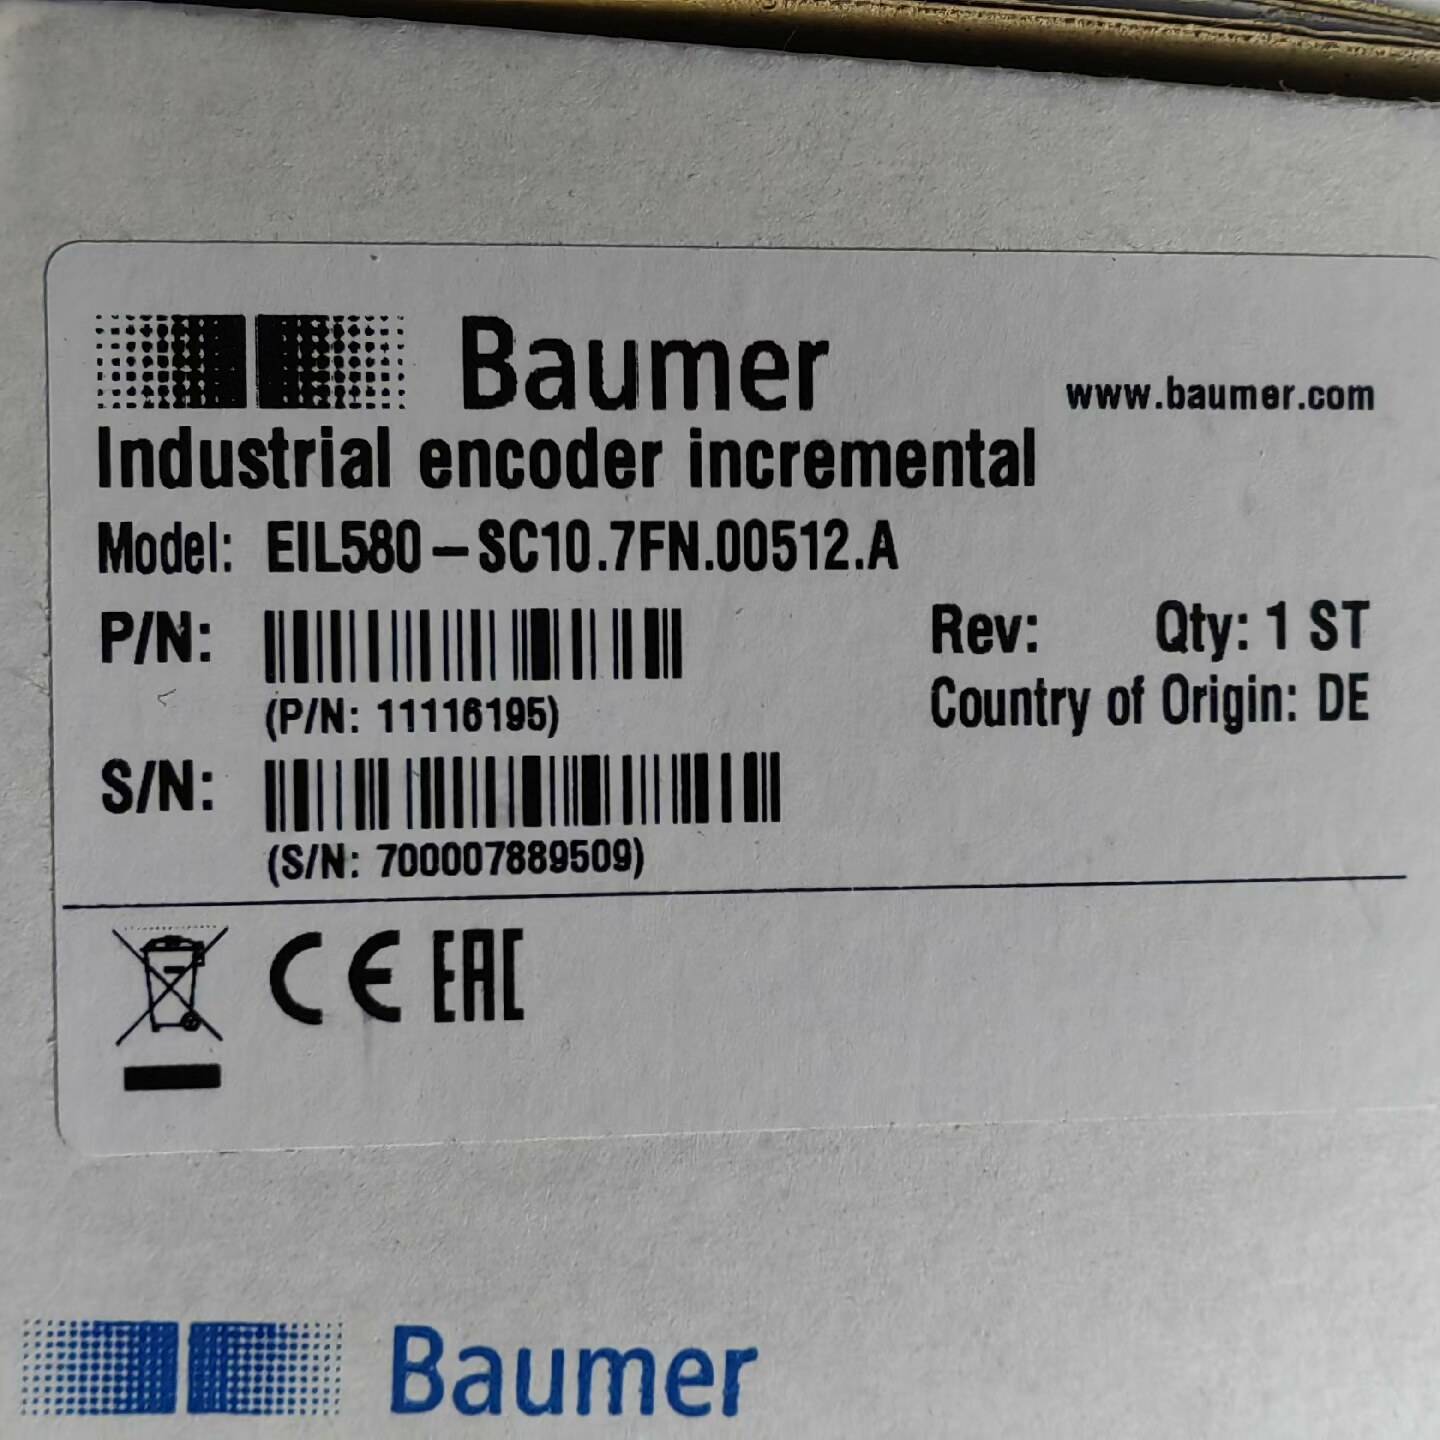 Baumer
www.baumer.com
Industrial encoder incremental
Model: EIL580-SC10.7FN.00512.A
P/N:
(P/N: 11116195)
Rev: Qty: 1 ST
Country of Origin: DE
S/N:
(S/N: 700007889509)
CE EAC
Baumer